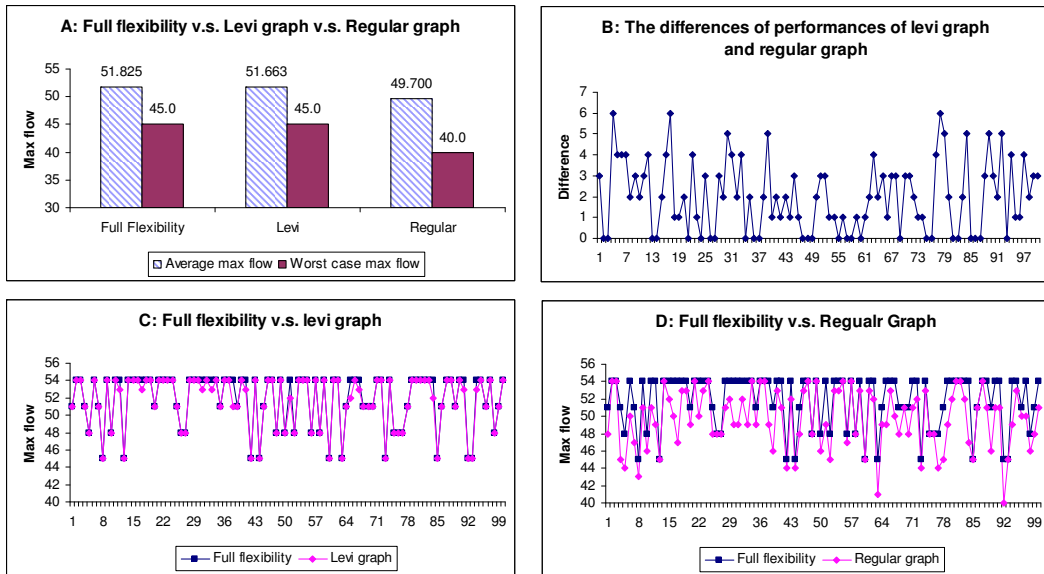 A: Full flexibility v.s. Levi graph v.s. Regular graph
Max flow
55
50
45
40
35
30
51.825
45.0
51.663
45.0
49.700
40.0
Full Flexibility
Levi
Regular
Average max flow
Worst case max flow
B: The differences of performances of levi graph
and regular graph
Difference
7
6
5
4
3
2
1
0
1 7 13 19 25 31 37 43 49 55 61 67 73 79 85 91 97
C: Full flexibility v.s. levi graph
Max flow
56
54
52
50
48
46
44
42
40
1 8 15 22 29 36 43 50 57 64 71 78 85 92 99
Full flexibility
Levi graph
D: Full flexibility v.s. Regualr Graph
Max flow
56
54
52
50
48
46
44
42
40
1 8 15 22 29 36 43 50 57 64 71 78 85 92 99
Full flexibility
Regular graph